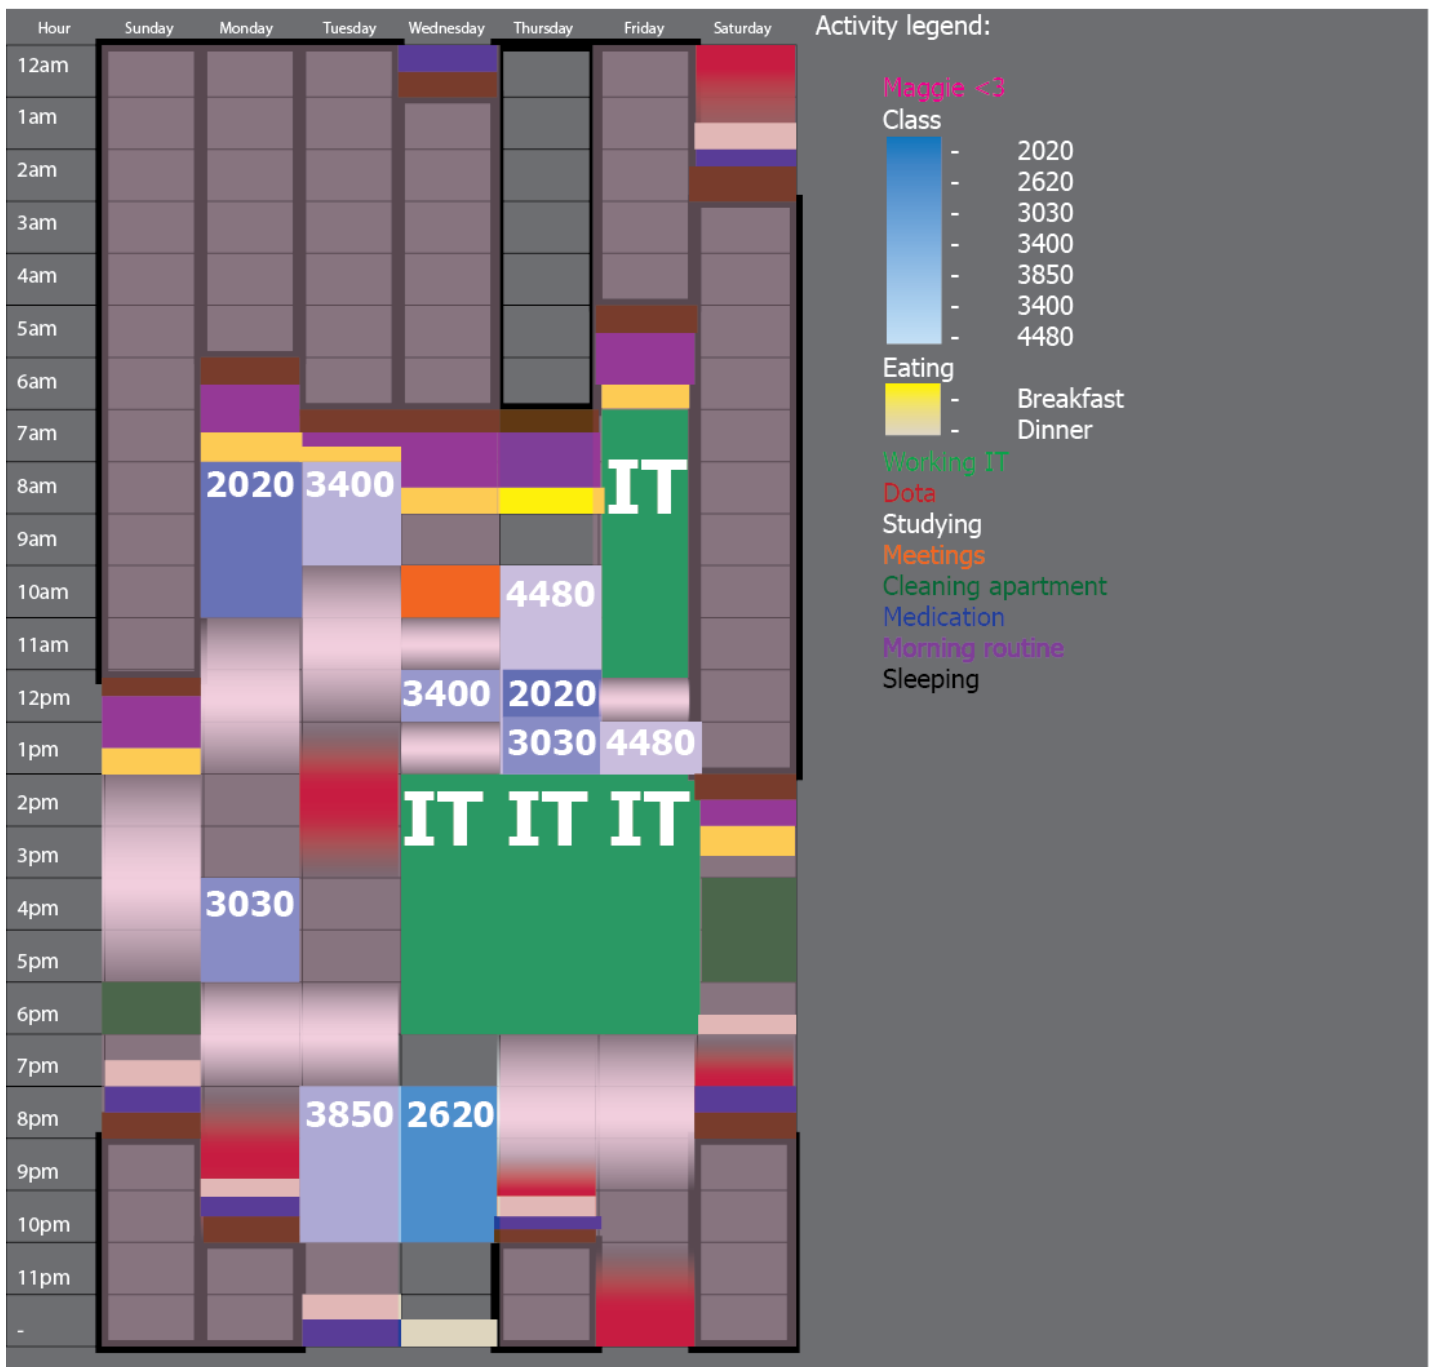 Hour Sunday Monday Tuesday Wednesday Thursday Friday Saturday
Activity legend:
12am
1am
2am
3am
4am
5am
6am
7am
8am
9am
10am
11am
12pm
1pm
2pm
3pm
4pm
5pm
6pm
7pm
8pm
9pm
10pm
11pm
-
IT
2020 3400
4480
3400 2020
3030 4480
IT IT IT
3030
3850 2620
Maggie <3
Class
- 2020
- 2620
- 3030
- 3400
- 3850
- 3400
- 4480
Eating
- Breakfast
- Dinner
Working IT
Dota
Studying
Meetings
Cleaning apartment
Medication
Morning routine
Sleeping